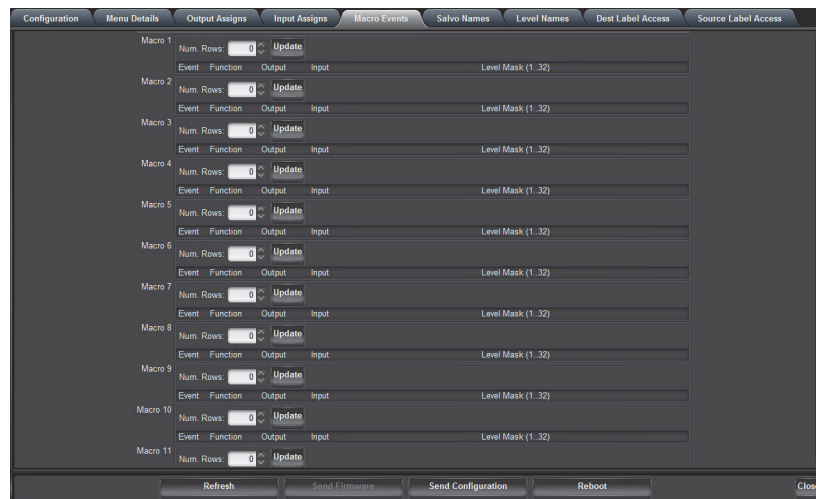 Configuration Menu Details Output Assigns Input Assigns Macro Events Salvo Names Level Names Dest Label Access Source Label Access
Macro 1 Num. Rows: 0 Update
Event Function Output Input Level Mask (1..32)
Macro 2 Num. Rows: 0 Update
Event Function Output Input Level Mask (1..32)
Macro 3 Num. Rows: 0 Update
Event Function Output Input Level Mask (1..32)
Macro 4 Num. Rows: 0 Update
Event Function Output Input Level Mask (1..32)
Macro 5 Num. Rows: 0 Update
Event Function Output Input Level Mask (1..32)
Macro 6 Num. Rows: 0 Update
Event Function Output Input Level Mask (1..32)
Macro 7 Num. Rows: 0 Update
Event Function Output Input Level Mask (1..32)
Macro 8 Num. Rows: 0 Update
Event Function Output Input Level Mask (1..32)
Macro 9 Num. Rows: 0 Update
Event Function Output Input Level Mask (1..32)
Macro 10 Num. Rows: 0 Update
Event Function Output Input Level Mask (1..32)
Macro 11 Num. Rows: 0 Update
Refresh Send Firmware Send Configuration Reboot Clos